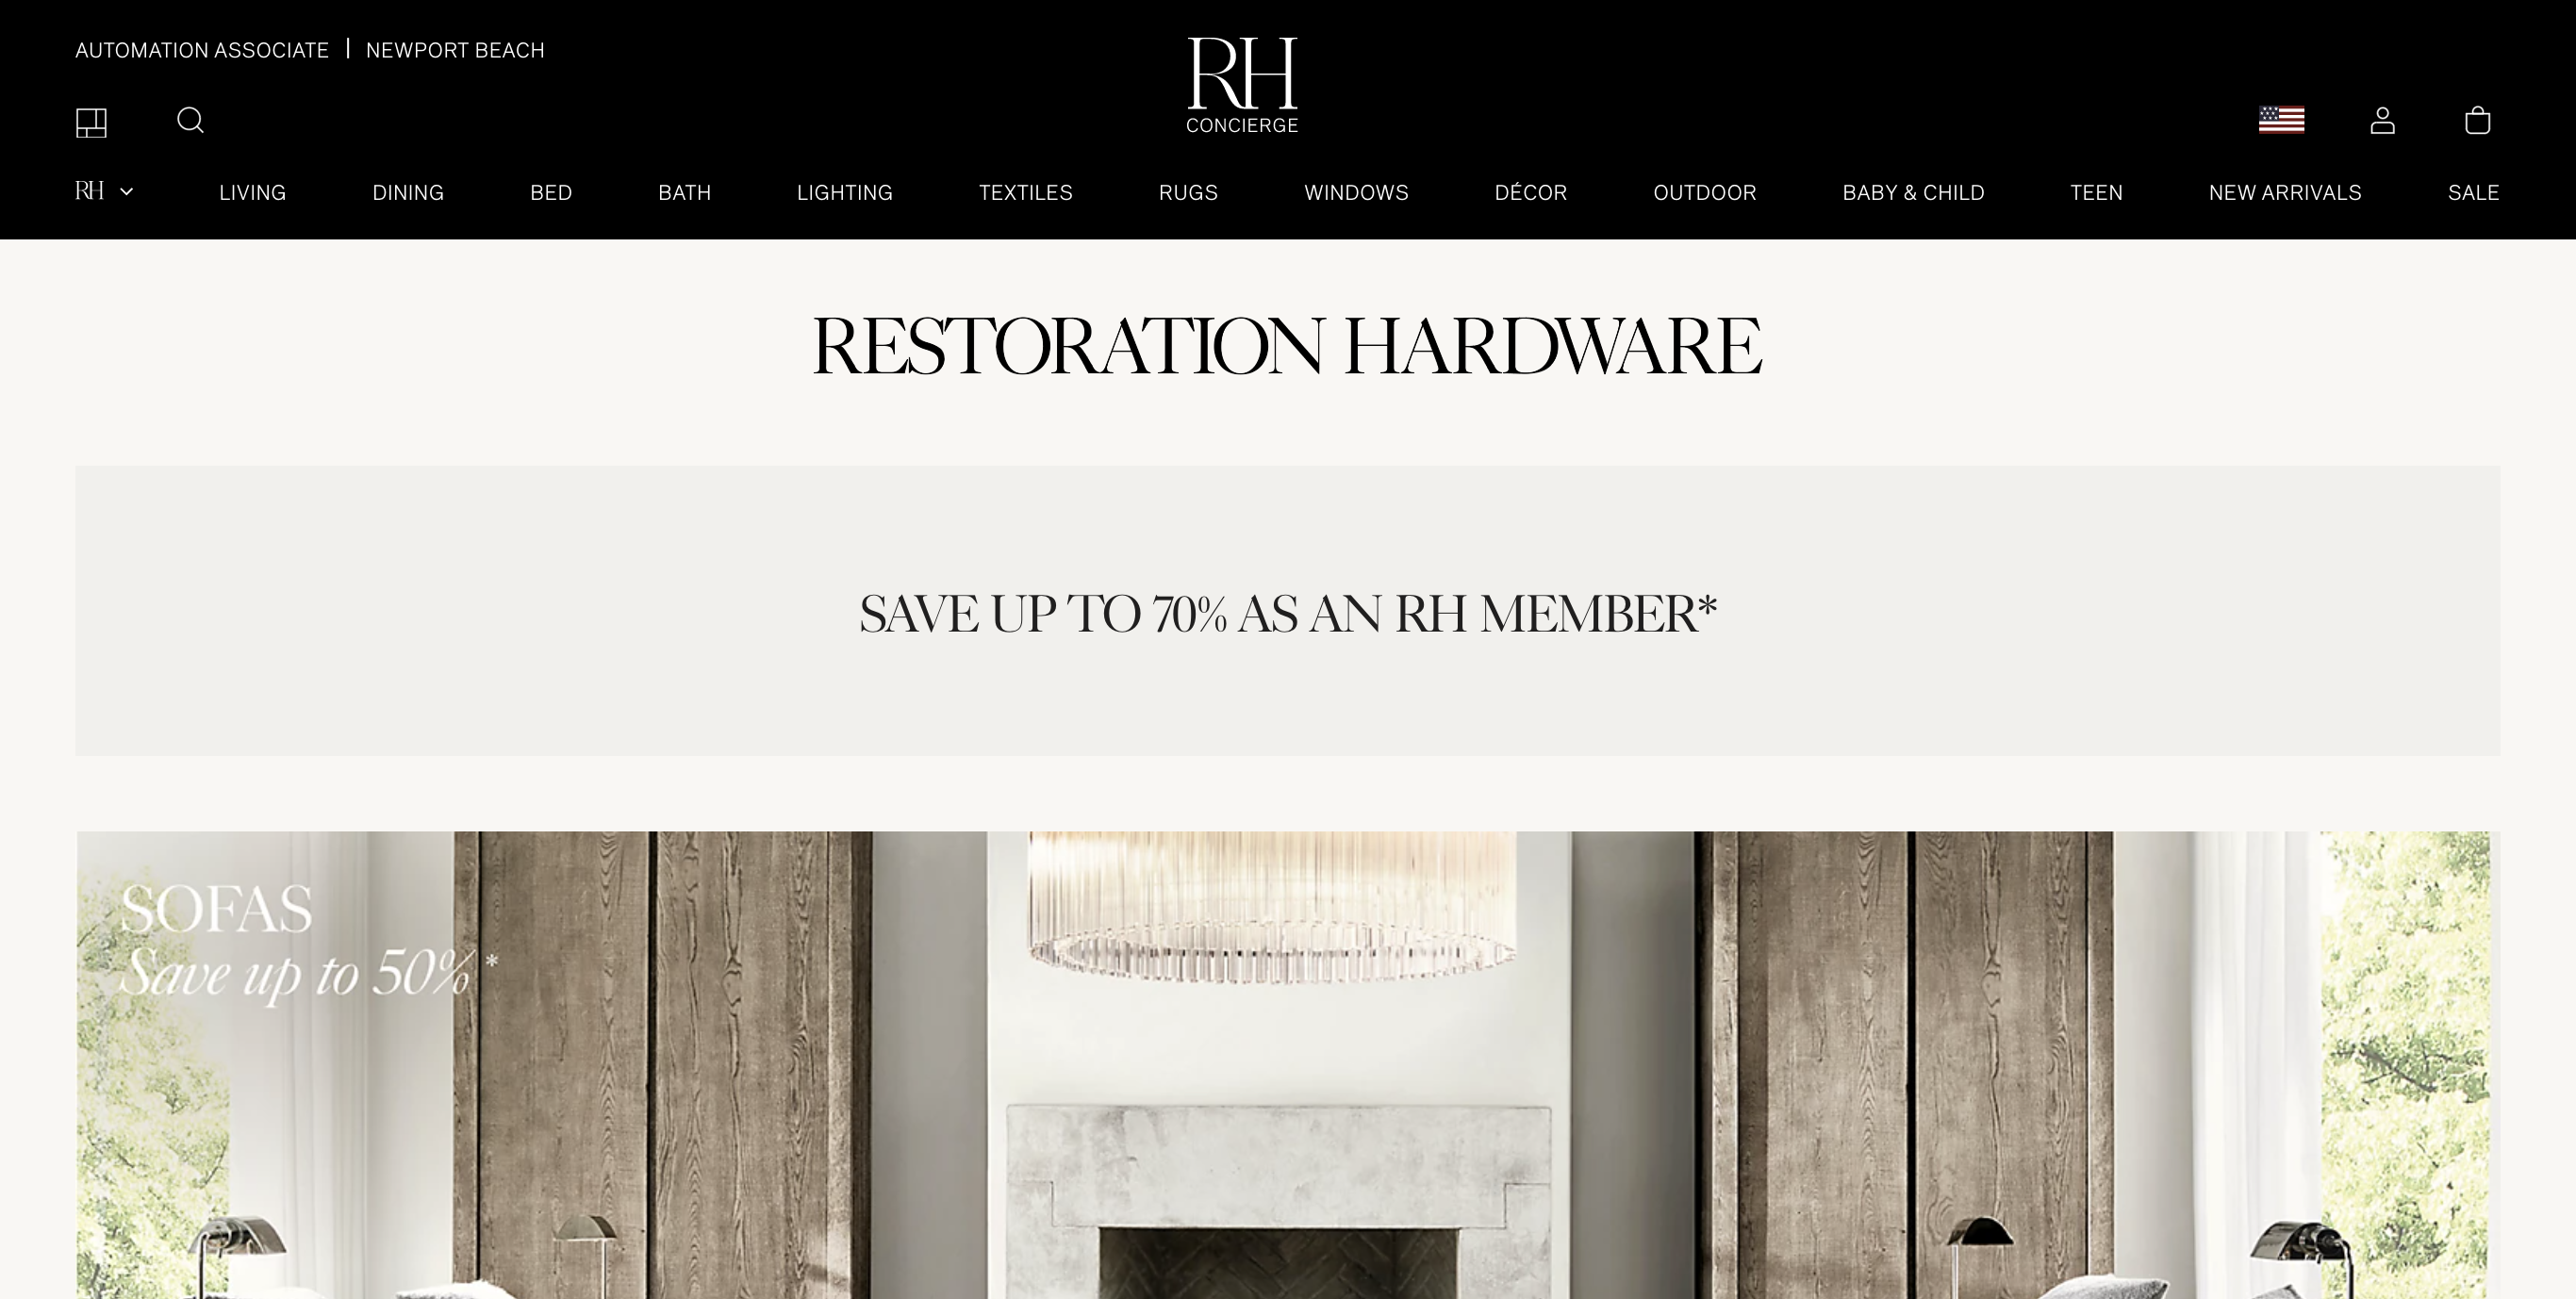 AUTOMATION ASSOCIATE | NEWPORT BEACH
RH
CONCIERGE
RH LIVING DINING BED BATH LIGHTING TEXTILES RUGS WINDOWS DÉCOR OUTDOOR BABY & CHILD TEEN NEW ARRIVALS SALE
RESTORATION HARDWARE
SAVE UP TO 70% AS AN RH MEMBER*
SOFAS
Save up to 50%*